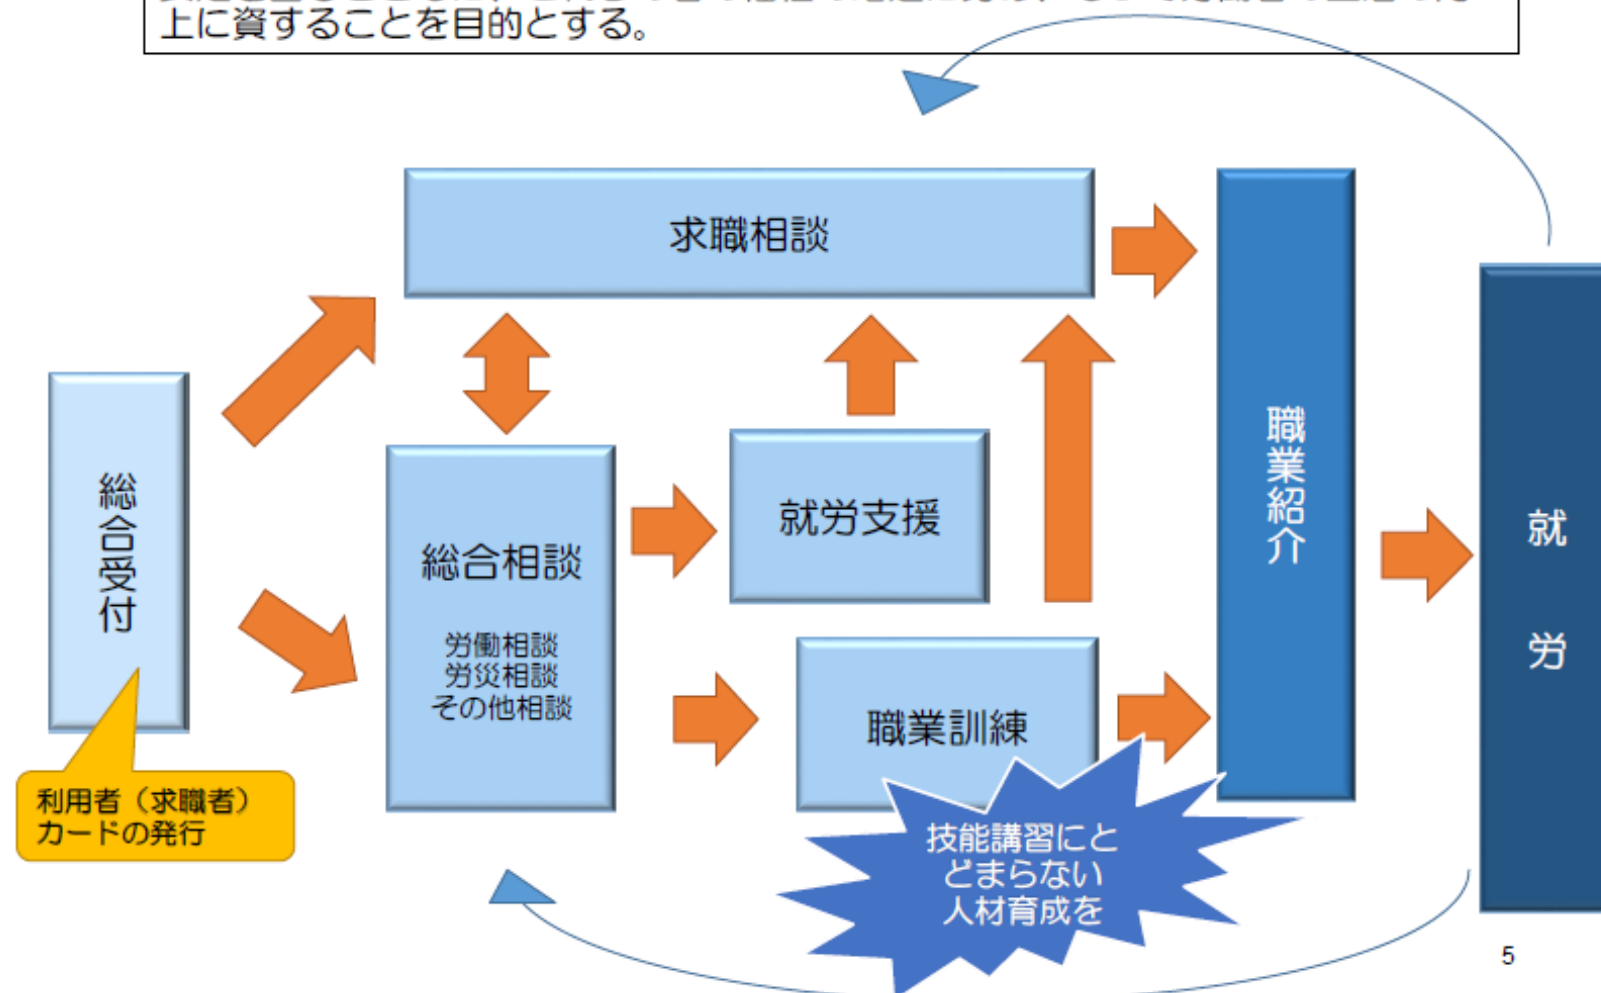 上に資することを目的とする。
求職相談
総合受付
総合相談
労働相談
労災相談
その他相談
就労支援
職業訓練
職業紹介
就労
利用者（求職者）
カードの発行
技能講習にと
どまらない
人材育成を
5